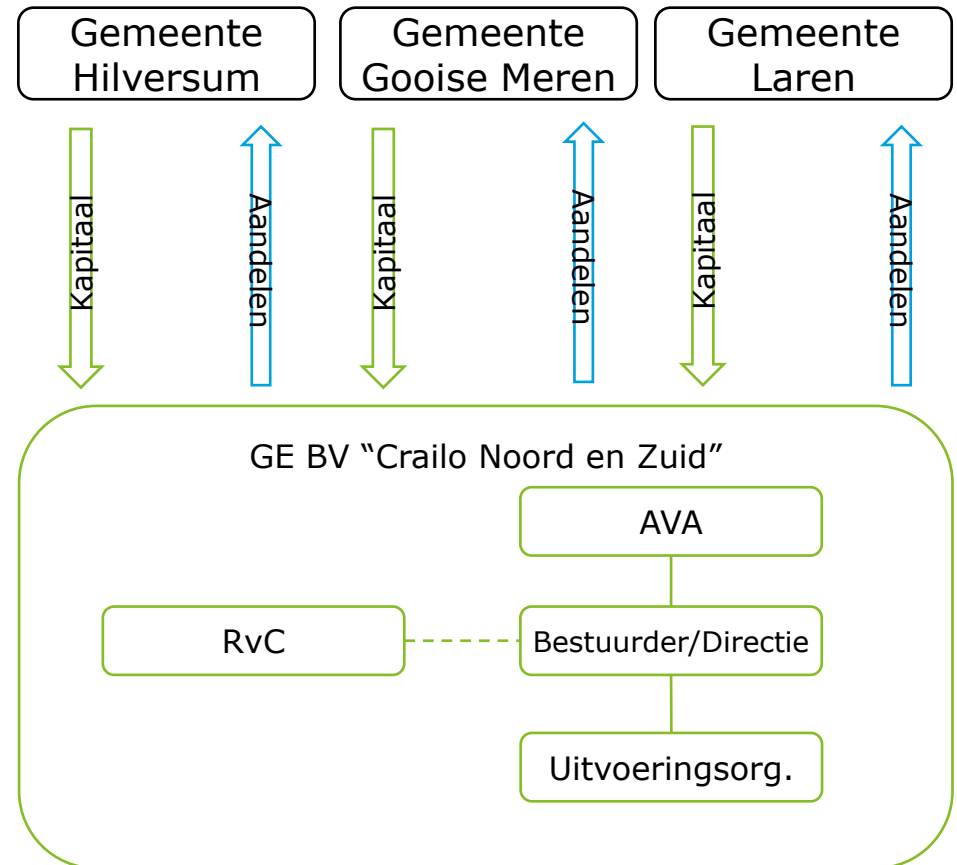 Gemeente
Hilversum
Gemeente
Gooise Meren
Gemeente
Laren
Kapitaal
Aandelen
Kapitaal
Aandelen
Kapitaal
Aandelen
GE BV “Crailo Noord en Zuid”
AVA
RvC
Bestuurder/Directie
Uitvoeringsorg.